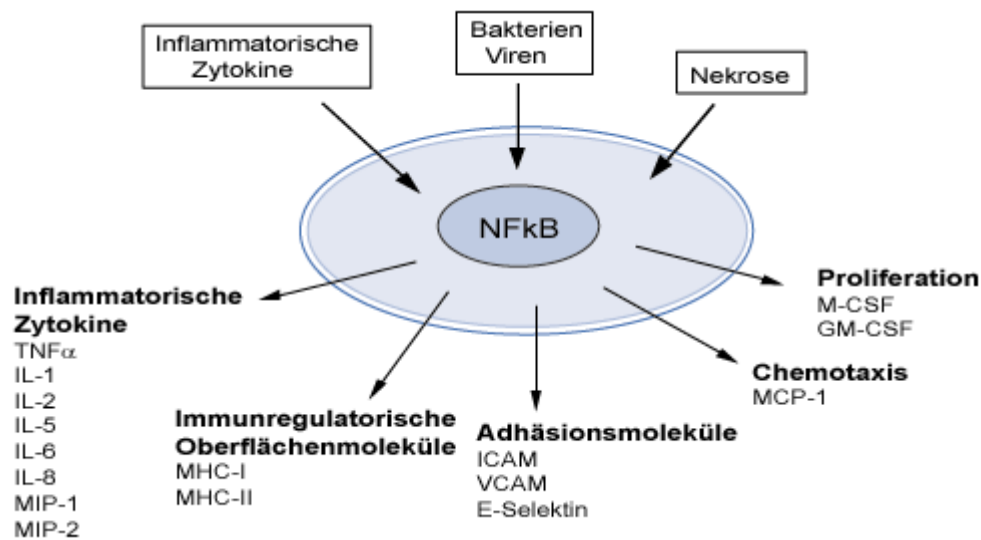 Inflammatorische
Zytokine
Bakterien
Viren
Nekrose
NFkB
Inflammatorische
Zytokine
TNFα
IL-1
IL-2
IL-5
IL-6
IL-8
MIP-1
MIP-2
Immunregulatorische
Oberflächenmoleküle
MHC-I
MHC-II
Adhäsionsmoleküle
ICAM
VCAM
E-Selektin
Chemotaxis
MCP-1
Proliferation
M-CSF
GM-CSF